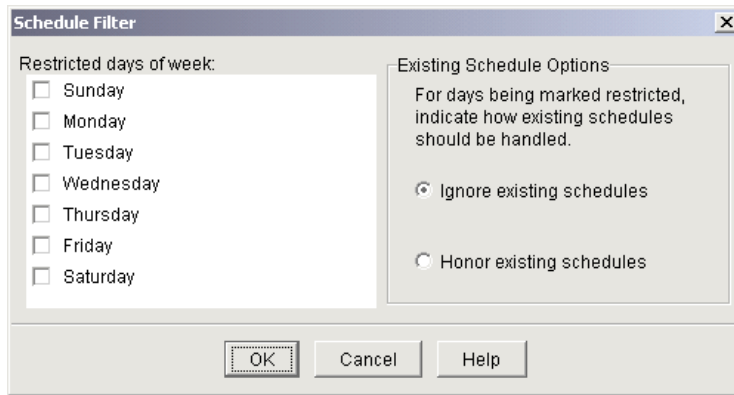 Schedule Filter
Restricted days of week:
Sunday
Monday
Tuesday
Wednesday
Thursday
Friday
Saturday
Existing Schedule Options
For days being marked restricted,
indicate how existing schedules
should be handled.
Ignore existing schedules
Honor existing schedules
OK Cancel Help